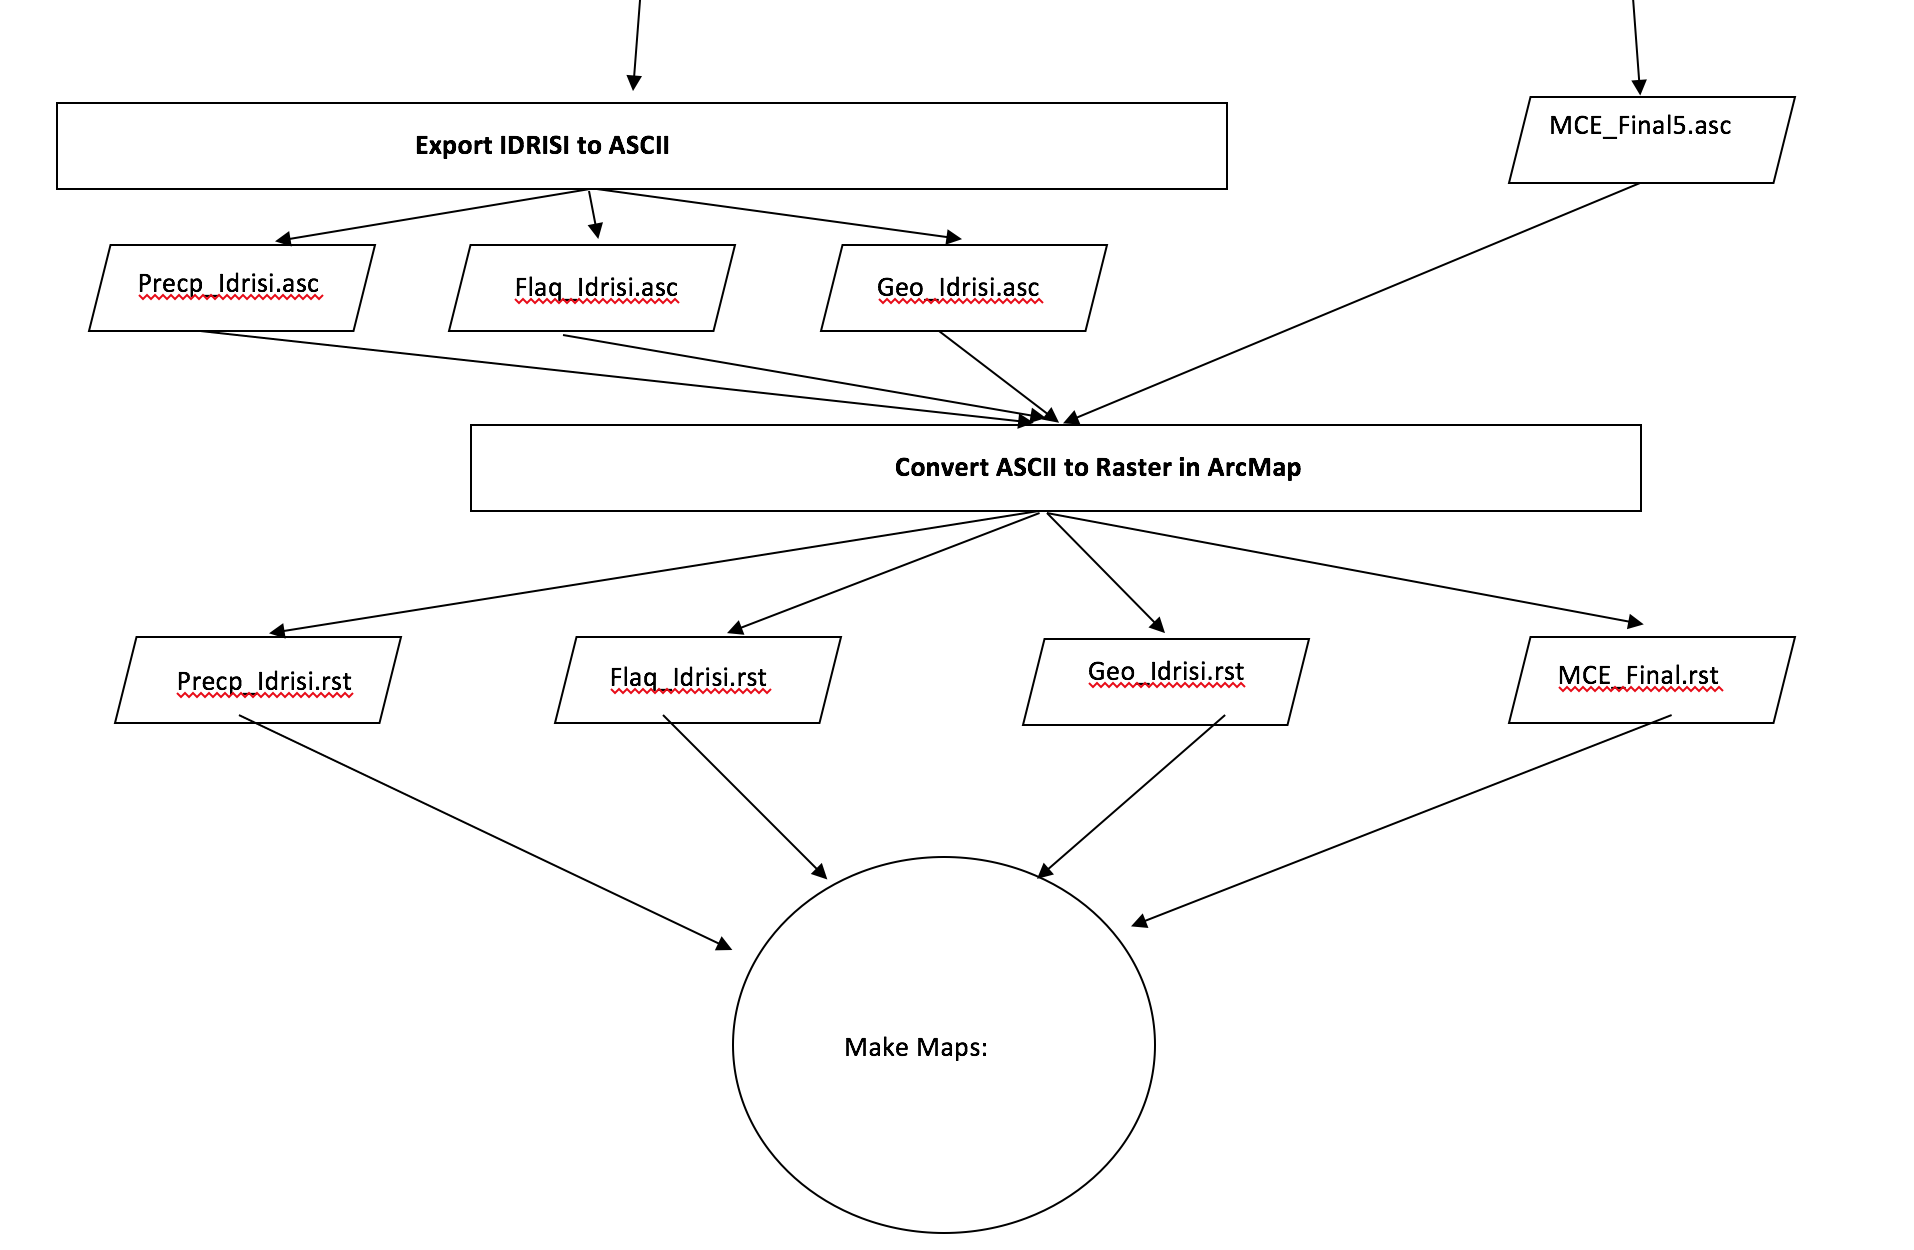 Export IDRISI to ASCII
MCE_Final5.asc
Precp_Idrisi.asc
Flaq_Idrisi.asc
Geo_Idrisi.asc
Convert ASCII to Raster in ArcMap
Precp_Idrisi.rst
Flaq_Idrisi.rst
Geo_Idrisi.rst
MCE_Final.rst
Make Maps: